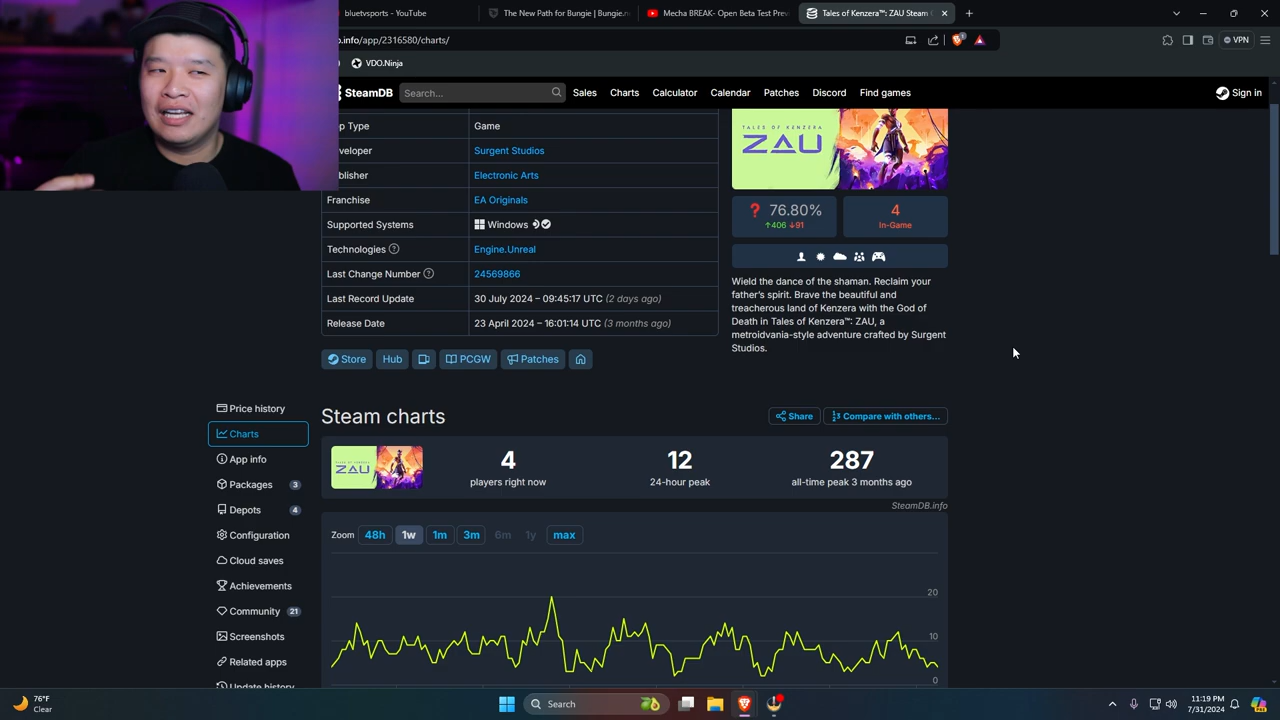 bluetvsports - YouTube
The New Path for Bungie | Bungie.n
Mecha BREAK- Open Beta Test Prev
Tales of Kenzera™: ZAU Steam
.info/app/2316580/charts/
VPN
VDO.Ninja
SteamDB
Search...
Sales
Charts
Calculator
Calendar
Patches
Discord
Find games
Sign in
pp Type
Game
eveloper
Surgent Studios
ublisher
Electronic Arts
Franchise
EA Originals
Supported Systems
Windows
Technologies
Engine.Unreal
Last Change Number
24569866
Last Record Update
30 July 2024 – 09:45:17 UTC (2 days ago)
Release Date
23 April 2024 – 16:01:14 UTC (3 months ago)
TALES OF KENZERA
ZAU
76.80%
↑406 ↓91
4
In-Game
Wield the dance of the shaman. Reclaim your
father's spirit. Brave the beautiful and
treacherous land of Kenzera with the God of
Death in Tales of Kenzera™: ZAU, a
metroidvania-style adventure crafted by Surgent
Studios.
Store
Hub
PCGW
Patches
Price history
Charts
App info
Packages 3
Depots 4
Configuration
Cloud saves
Achievements
Community 21
Screenshots
Related apps
Update history
Steam charts
Share
Compare with others...
ZAU
4
players right now
12
24-hour peak
287
all-time peak 3 months ago
SteamDB.info
Zoom 48h 1w 1m 3m 6m 1y max
20
10
0
76°F
Clear
Search
11:19 PM
7/31/2024